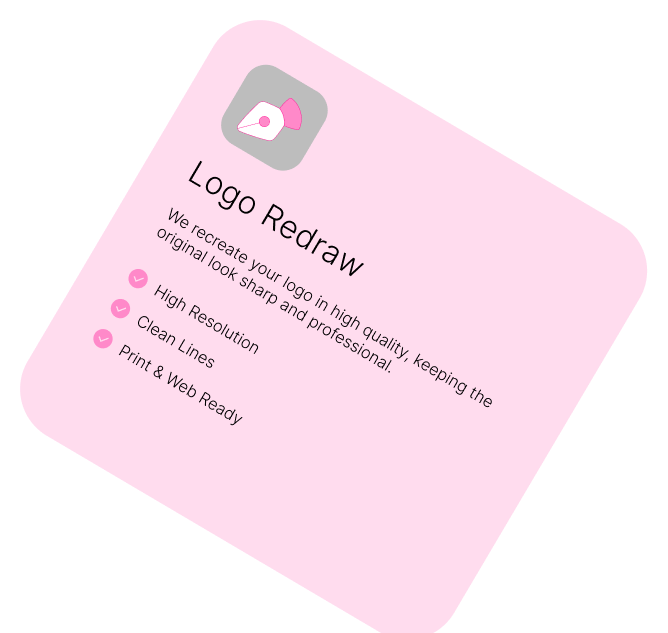 Logo Redraw
We recreate your logo in high quality, keeping the
original look sharp and professional.
High Resolution
Clean Lines
Print & Web Ready